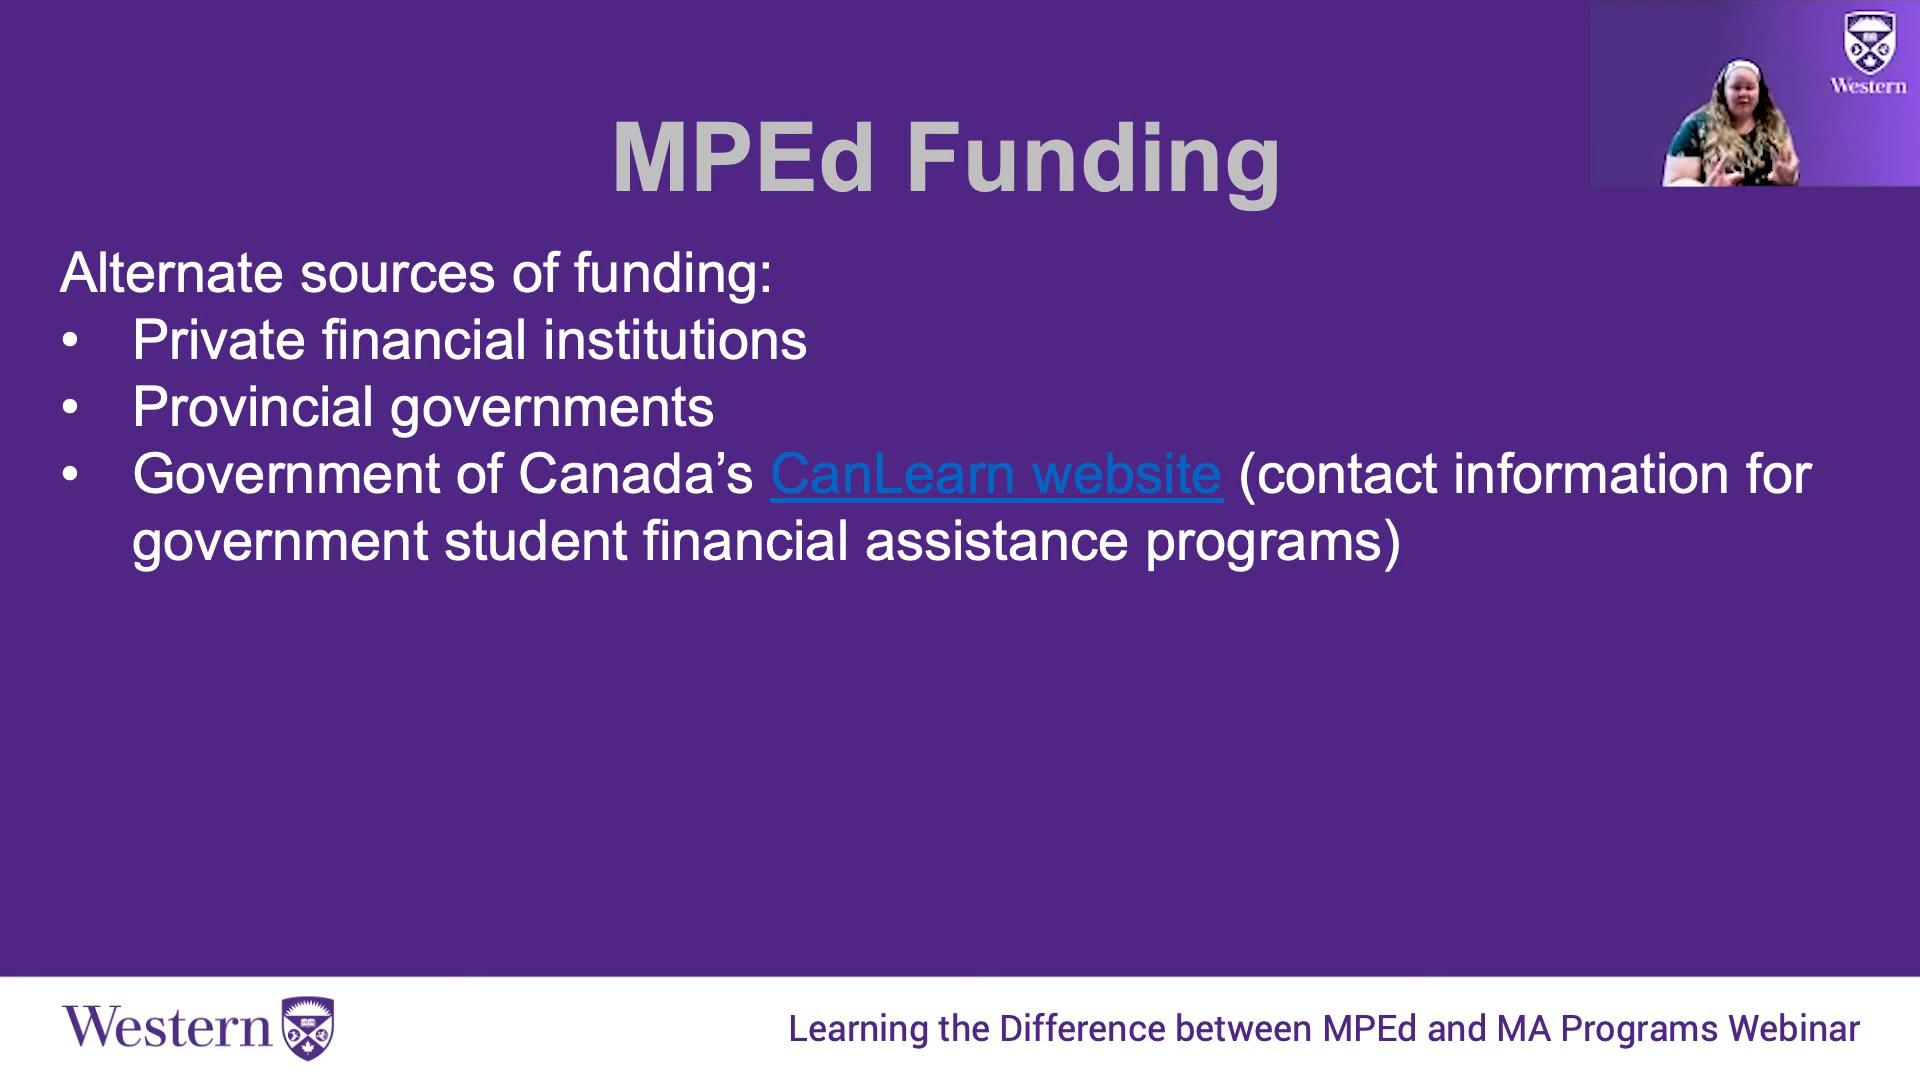 Western
MPEd Funding
Alternate sources of funding:
• Private financial institutions
• Provincial governments
• Government of Canada’s CanLearn website (contact information for
government student financial assistance programs)
Western
Learning the Difference between MPEd and MA Programs Webinar